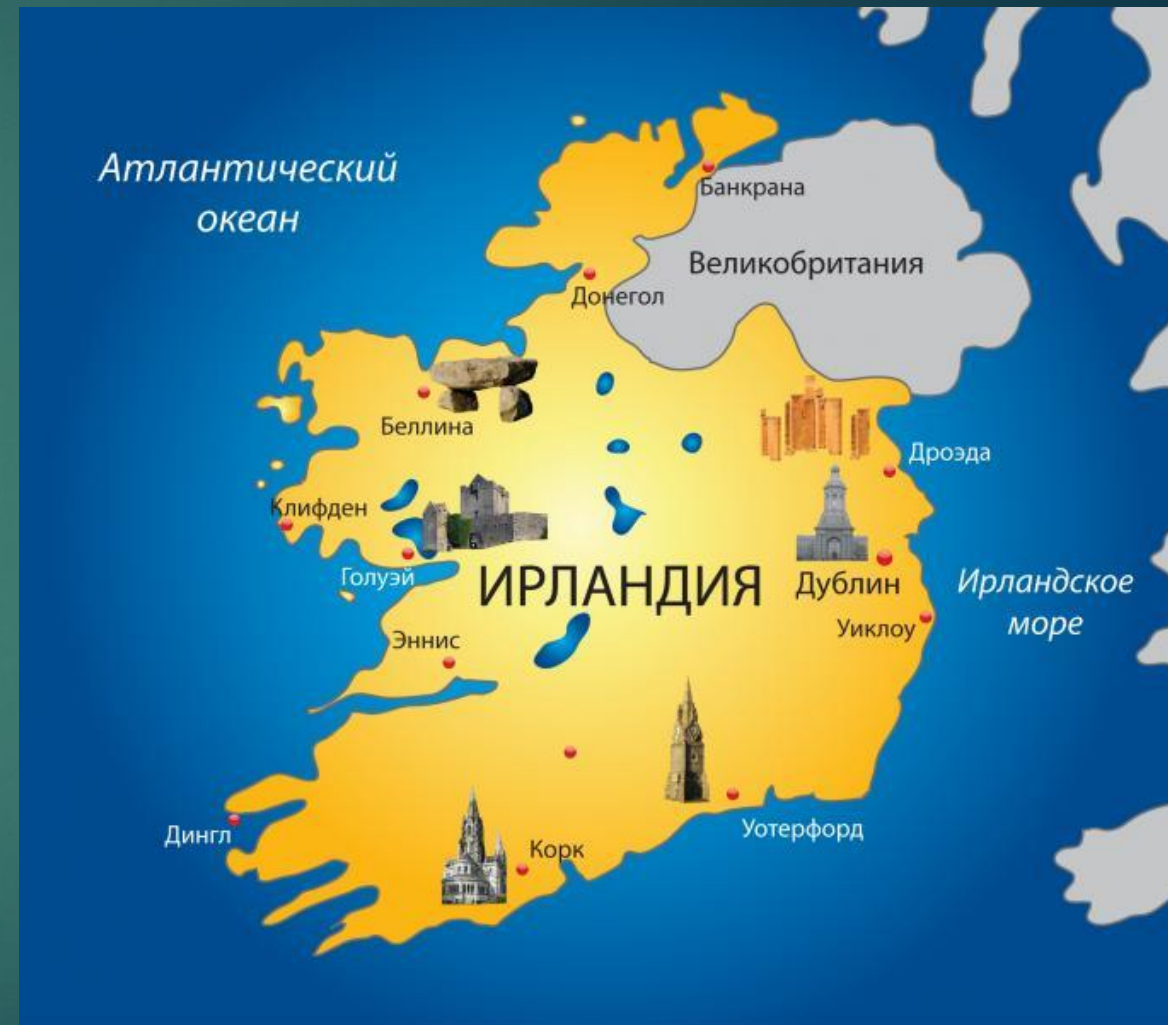 Атлантический
океан
Банкрана
Великобритания
Донегол
Беллина
Дроэда
Клифден
Голуэй
ИРЛАНДИЯ
Дублин
Ирландское
море
Уиклоу
Эннис
Дингл
Корк
Уотерфорд